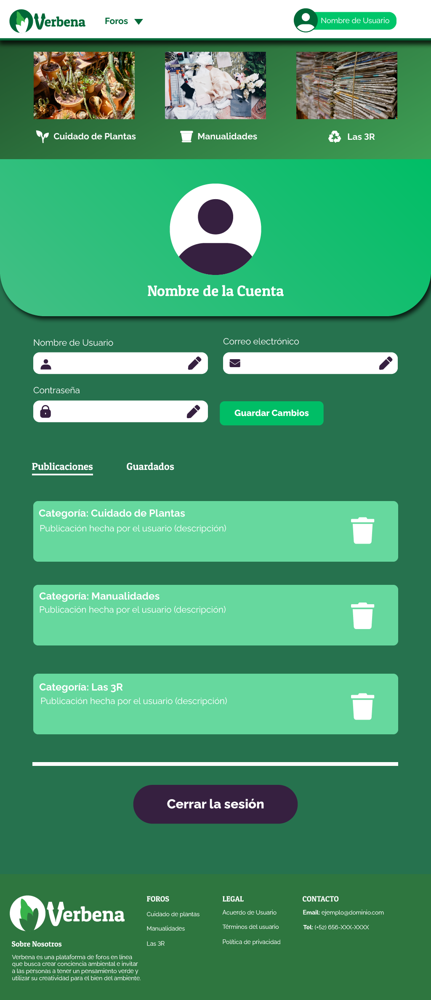 Verbena
Foros
Nombre de Usuario
Cuidado de Plantas
Manualidades
Las 3R
Nombre de la Cuenta
Nombre de Usuario
Correo electrónico
Contraseña
Guardar Cambios
Publicaciones
Guardados
Categoría: Cuidado de Plantas
Publicación hecha por el usuario (descripción)
Categoría: Manualidades
Publicación hecha por el usuario (descripción)
Categoría: Las 3R
Publicación hecha por el usuario (descripción)
Cerrar la sesión
Verbena
Sobre Nosotros
Verbena es una plataforma de foros en línea
que busca crear conciencia ambiental e invitar
a las personas a tener un pensamiento verde y
utilizar su creatividad para el bien del ambiente.
FOROS
Cuidado de plantas
Manualidades
Las 3R
LEGAL
Acuerdo de Usuario
Términos del usuario
Política de privacidad
CONTACTO
Email: ejemplo@dominio.com
Tel: (+52) 656-XXX-XXXX